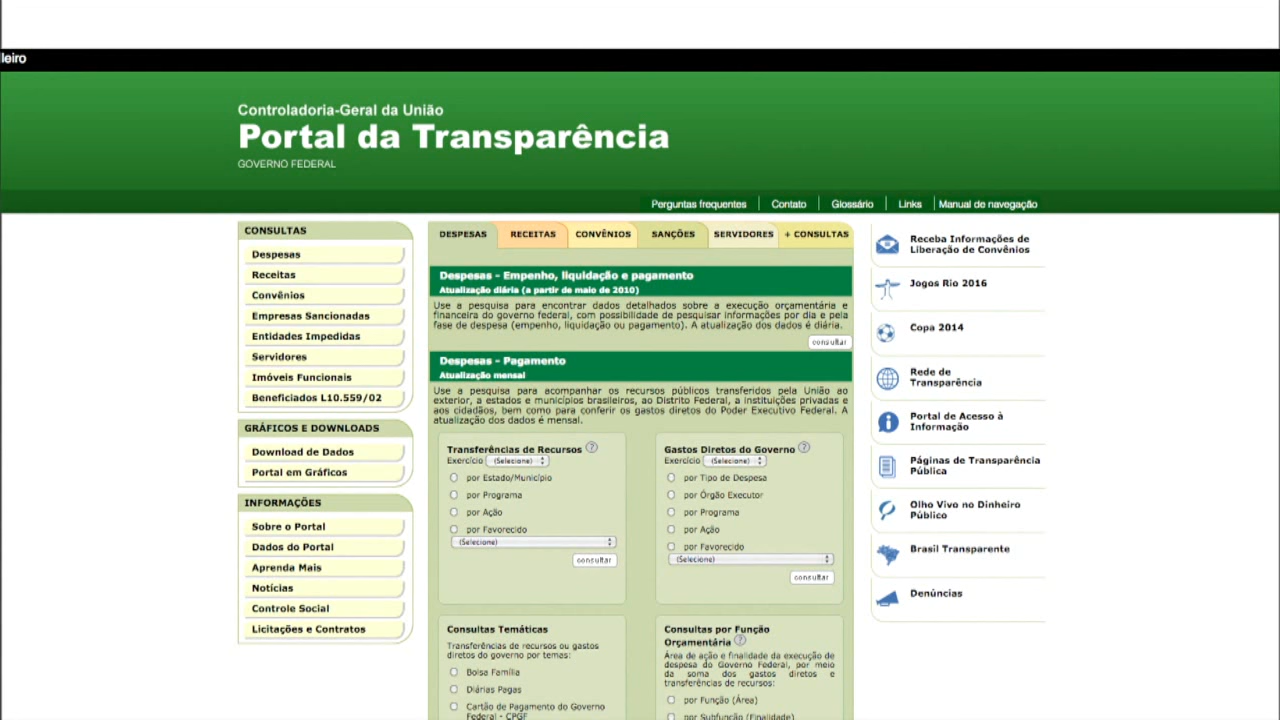 leiro
Controladoria-Geral da União
Portal da Transparência
GOVERNO FEDERAL
Perguntas frequentes
Contato
Glossário
Links
Manual de navegação
CONSULTAS
Despesas
Receitas
Convênios
Empresas Sancionadas
Entidades Impedidas
Servidores
Imóveis Funcionais
Beneficiados L10.559/02
GRÁFICOS E DOWNLOADS
Download de Dados
Portal em Gráficos
INFORMAÇÕES
Sobre o Portal
Dados do Portal
Aprenda Mais
Notícias
Controle Social
Licitações e Contratos
DESPESAS
RECEITAS
CONVÊNIOS
SANÇÕES
SERVIDORES
+ CONSULTAS
Despesas - Empenho, liquidação e pagamento
Atualização diária (a partir de maio de 2010)
Use a pesquisa para encontrar dados detalhados sobre a execução orçamentária e
financeira do governo federal, com possibilidade de pesquisar informações por dia e pela
fase de despesa (empenho, liquidação ou pagamento). A atualização dos dados é diária.
consultar
Despesas - Pagamento
Atualização mensal
Use a pesquisa para acompanhar os recursos públicos transferidos pela União ao
exterior, a estados e municípios brasileiros, ao Distrito Federal, a instituições privadas e
aos cidadãos, bem como para conferir os gastos diretos do Poder Executivo Federal. A
atualização dos dados é mensal.
Transferências de Recursos ?
Exercício (Selecione)
por Estado/Município
por Programa
por Ação
por Favorecido
(Selecione)
consultar
Gastos Diretos do Governo ?
Exercício (Selecione)
por Tipo de Despesa
por Órgão Executor
por Programa
por Ação
por Favorecido
(Selecione)
consultar
Consultas Temáticas
Transferências de recursos ou gastos
diretos do governo por temas:
Bolsa Família
Diárias Pagas
Cartão de Pagamento do Governo
Federal - CPGF
Consultas por Função
Orçamentária ?
Área de ação e finalidade da execução de
despesa do Governo Federal, por meio
da soma dos gastos diretos e
transferências de recursos:
por Função (Área)
por Subfunção (Finalidade)
Receba Informações de
Liberação de Convênios
Jogos Rio 2016
Copa 2014
Rede de
Transparência
Portal de Acesso à
Informação
Páginas de Transparência
Pública
Olho Vivo no Dinheiro
Público
Brasil Transparente
Denúncias